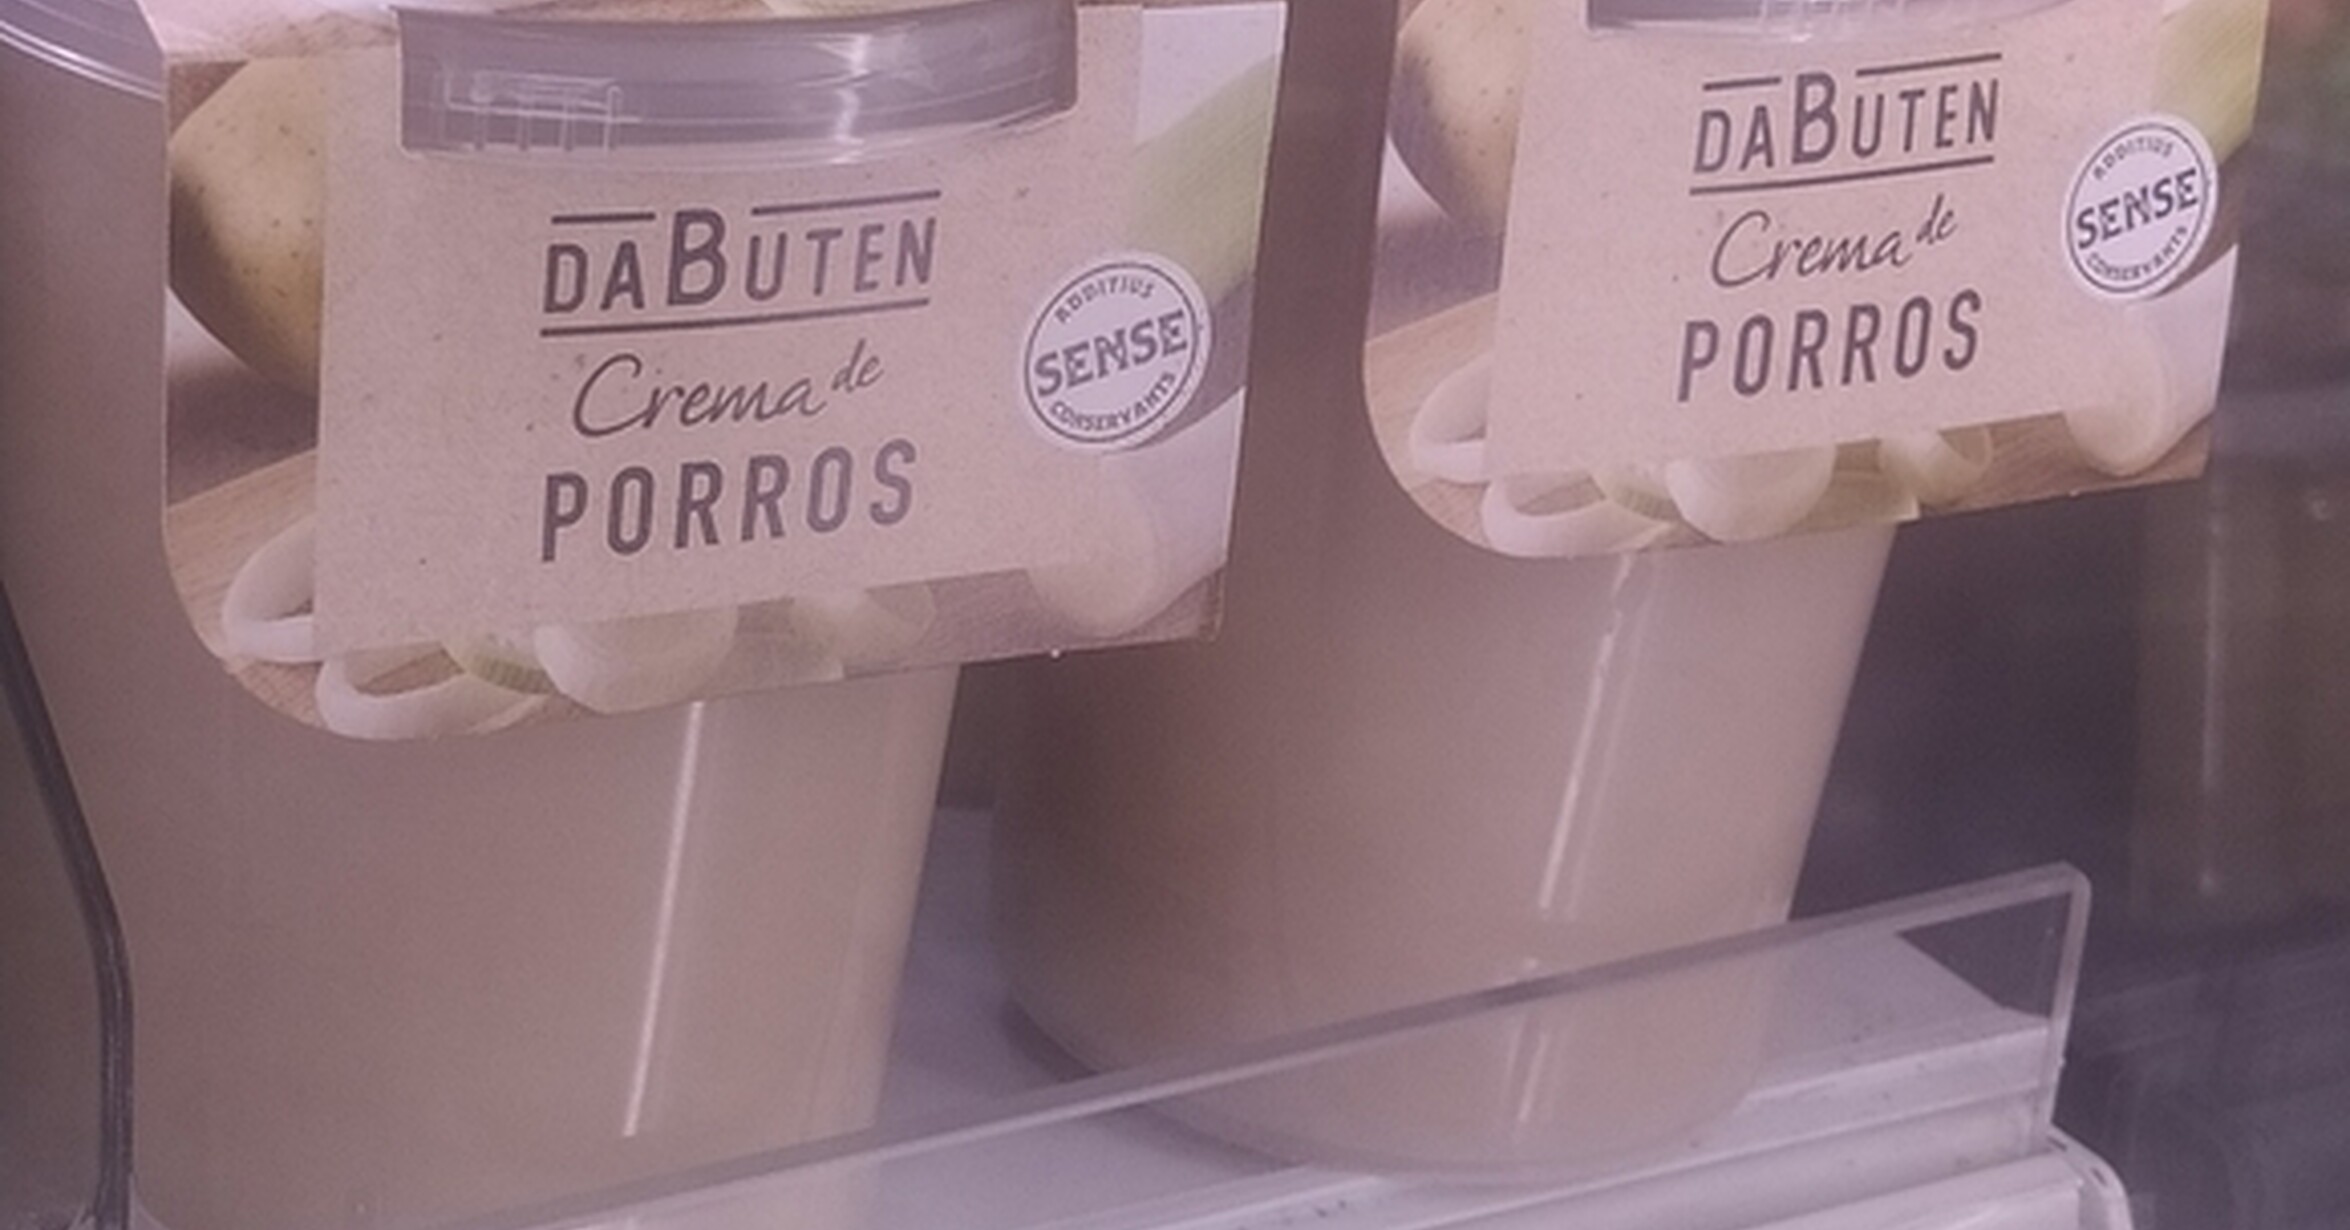 DABUTEN
Crema de
PORROS
ADDITIUS
SENSE
CONSERVANTS
DABUTEN
Crema de
PORROS
ADDITIUS
SENSE
CONSERVANTS